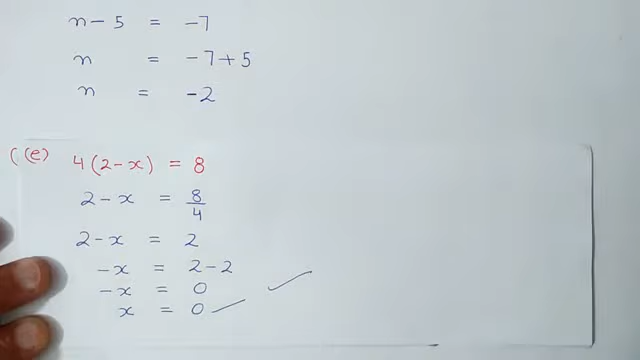 n - 5 = -7
n = -7 + 5
n = -2
(e) 4(2-x) = 8
2-x = 8/4
2-x = 2
-x = 2-2
-x = 0
x = 0